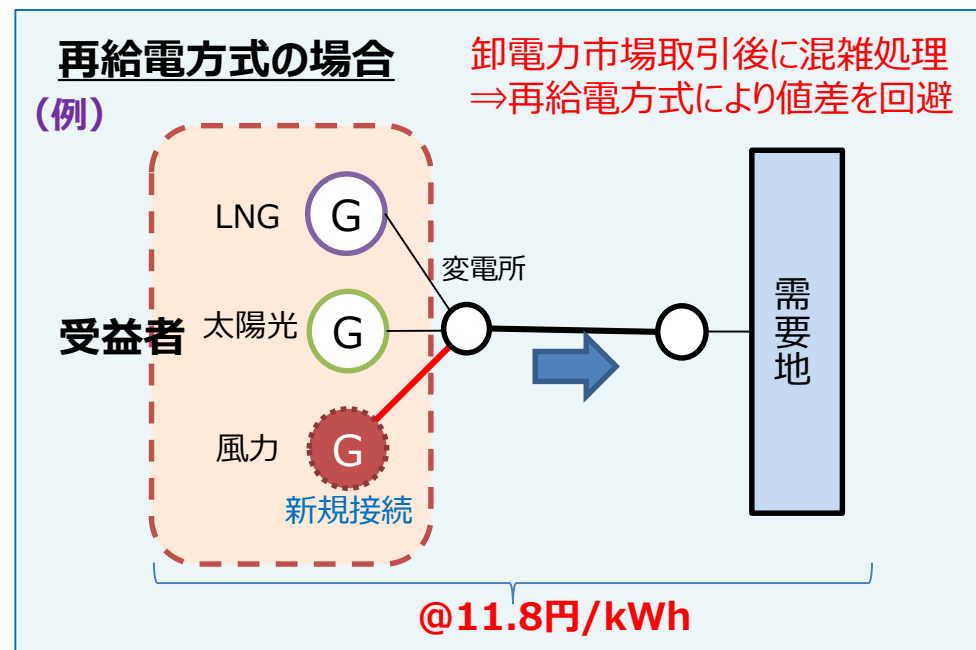 再給電方式の場合
(例)
卸電力市場取引後に混雑処理
⇒再給電方式により値差を回避
LNG
G
変電所
受益者
太陽光
G
風力
G
新規接続
需要地
@11.8円/kWh